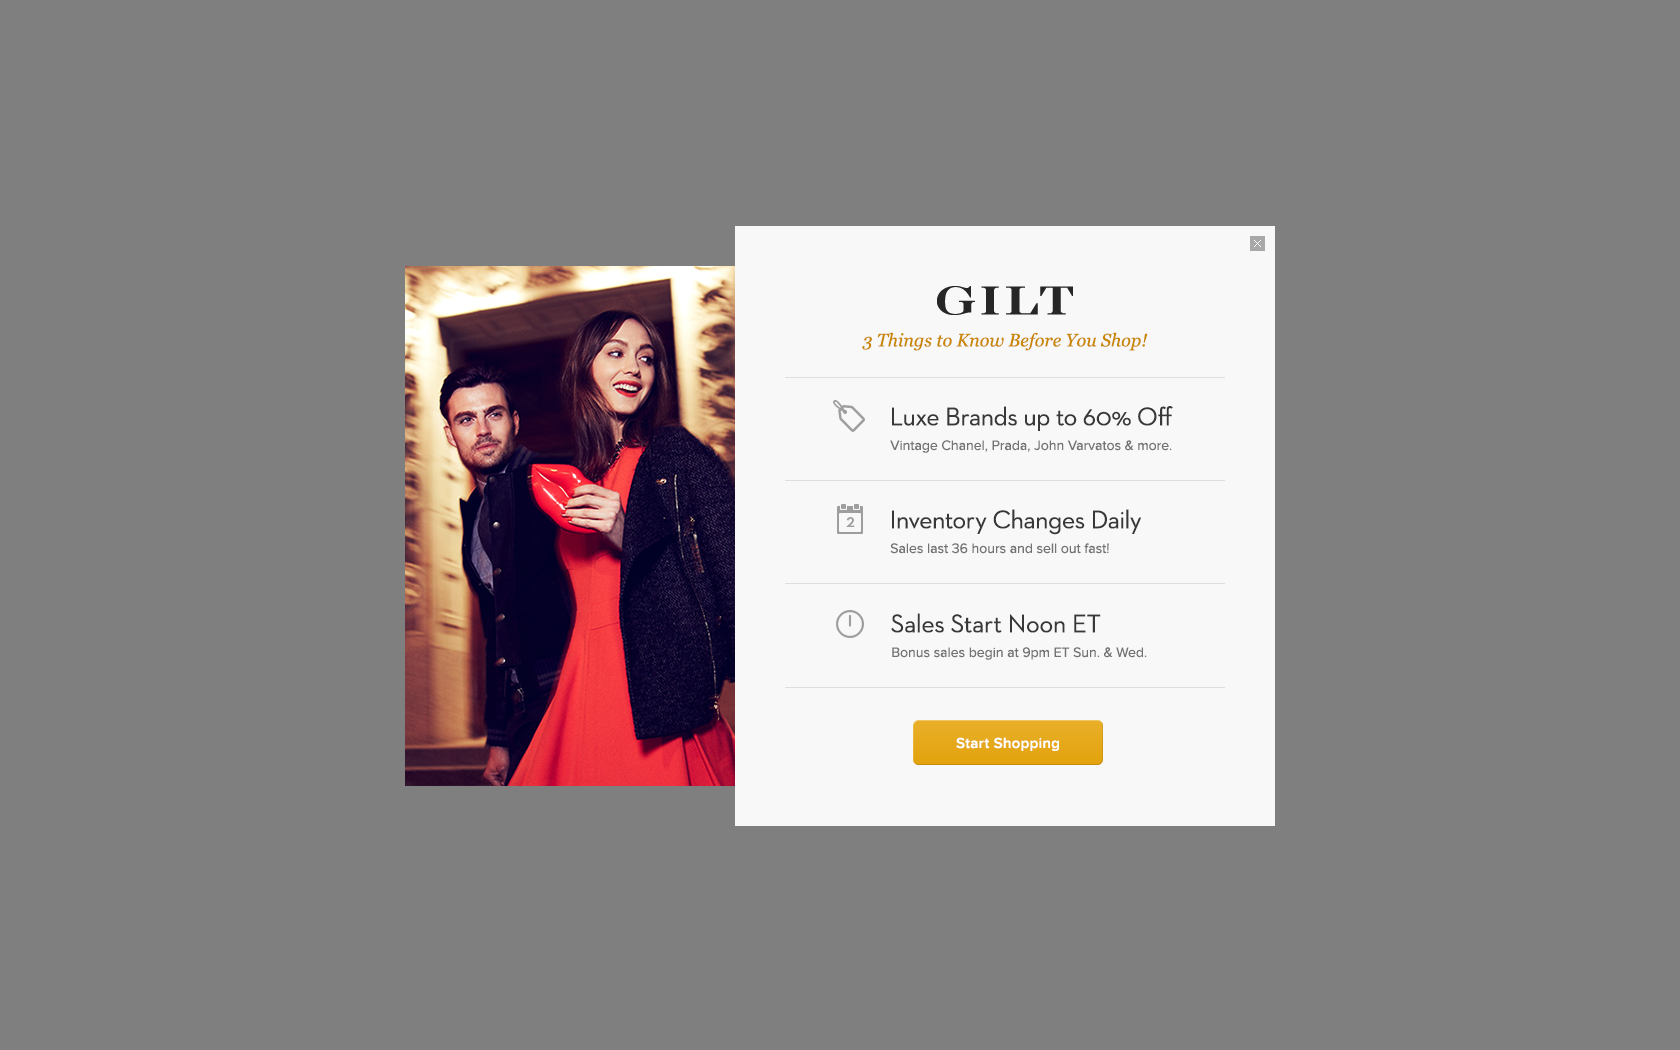 GILT
3 Things to Know Before You Shop!
Luxe Brands up to 60% Off
Vintage Chanel, Prada, John Varvatos & more.
2
Inventory Changes Daily
Sales last 36 hours and sell out fast!
Sales Start Noon ET
Bonus sales begin at 9pm ET Sun. & Wed.
Start Shopping